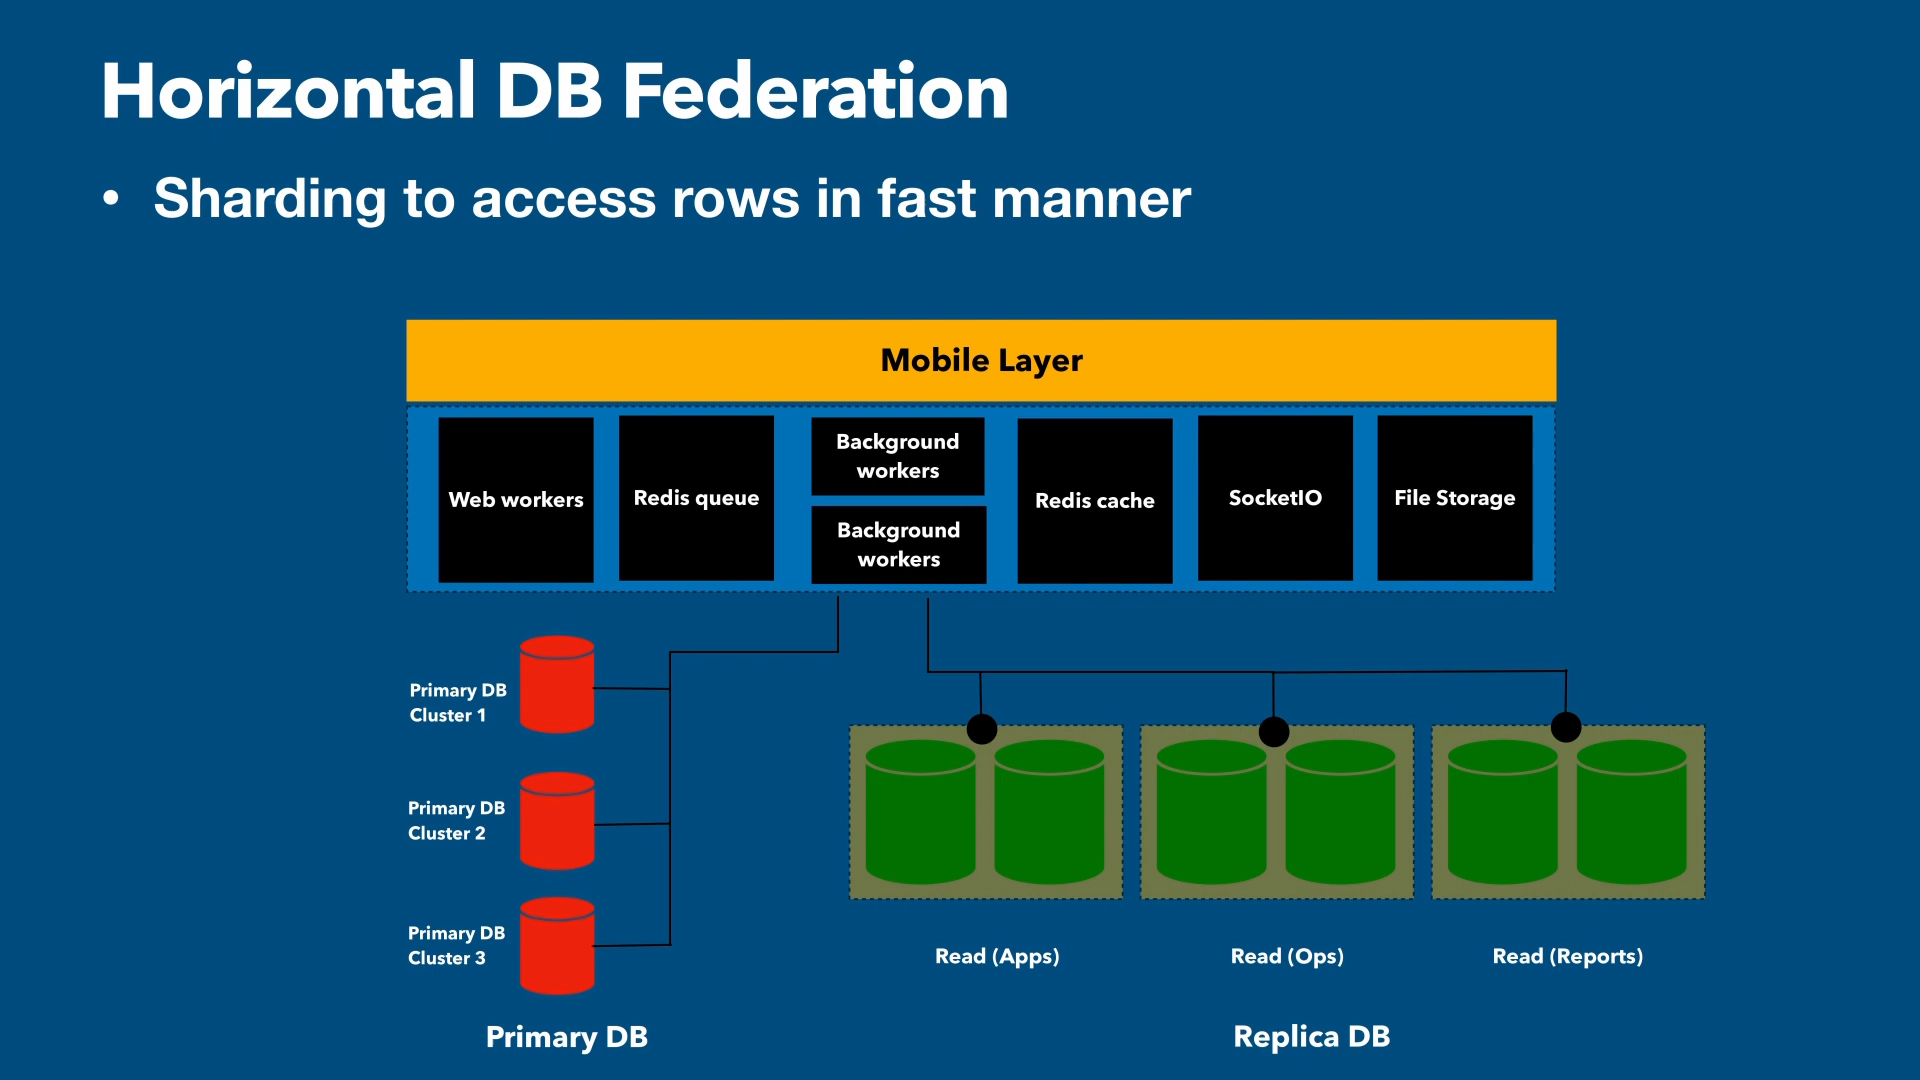 Horizontal DB Federation
• Sharding to access rows in fast manner
Mobile Layer
Web workers
Redis queue
Background
workers
Background
workers
Redis cache
SocketIO
File Storage
Primary DB
Cluster 1
Primary DB
Cluster 2
Primary DB
Cluster 3
Read (Apps)
Read (Ops)
Read (Reports)
Primary DB
Replica DB